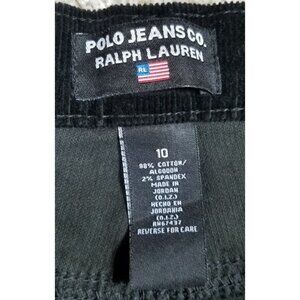 POLO JEANS CO.
RALPH LAUREN
RL
10
98% COTTON/
ALGODON
2% SPANDEX
MADE IN
JORDAN
(Q.I.Z.)
HECHO EN
JORDANIA
(Q.I.Z.)
RN67437
REVERSE FOR CARE